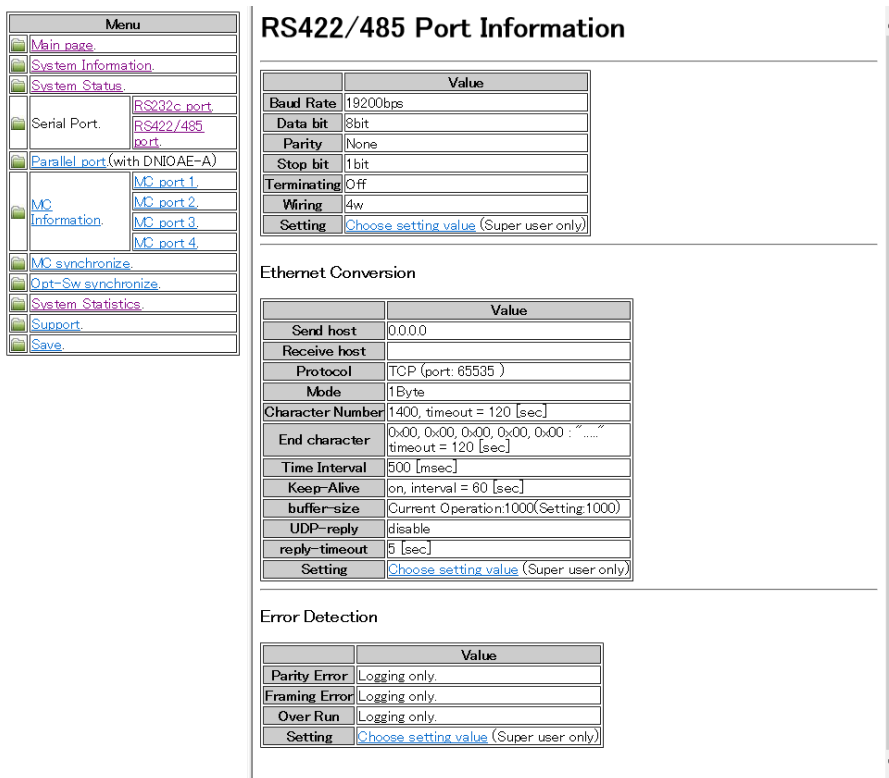 Menu
Main page.
System Information.
System Status.
Serial Port.
RS232c port.
RS422/485
port.
Parallel port.(with DNIOAE-A)
MC
Information.
MC port 1.
MC port 2.
MC port 3.
MC port 4.
MC synchronize.
Opt-Sw synchronize.
System Statistics.
Support.
Save.
RS422/485 Port Information
Value
Baud Rate 19200bps
Data bit 8bit
Parity None
Stop bit 1bit
Terminating Off
Wiring 4w
Setting Choose setting value (Super user only)
Ethernet Conversion
Value
Send host 0.0.0.0
Receive host
Protocol TCP (port: 65535 )
Mode 1Byte
Character Number 1400, timeout = 120 [sec]
End character
0x00, 0x00, 0x00, 0x00, 0x00 : "....."
timeout = 120 [sec]
Time Interval 500 [msec]
Keep-Alive on, interval = 60 [sec]
buffer-size Current Operation:1000(Setting:1000)
UDP-reply disable
reply-timeout 5 [sec]
Setting Choose setting value (Super user only)
Error Detection
Value
Parity Error Logging only.
Framing Error Logging only.
Over Run Logging only.
Setting Choose setting value (Super user only)